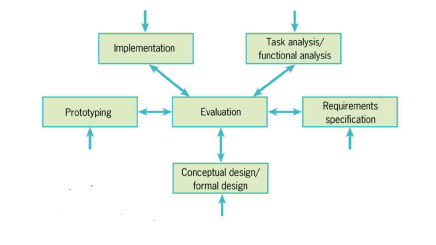 Implementation
Task analysis/
functional analysis
Prototyping
Evaluation
Requirements
specification
Conceptual design/
formal design